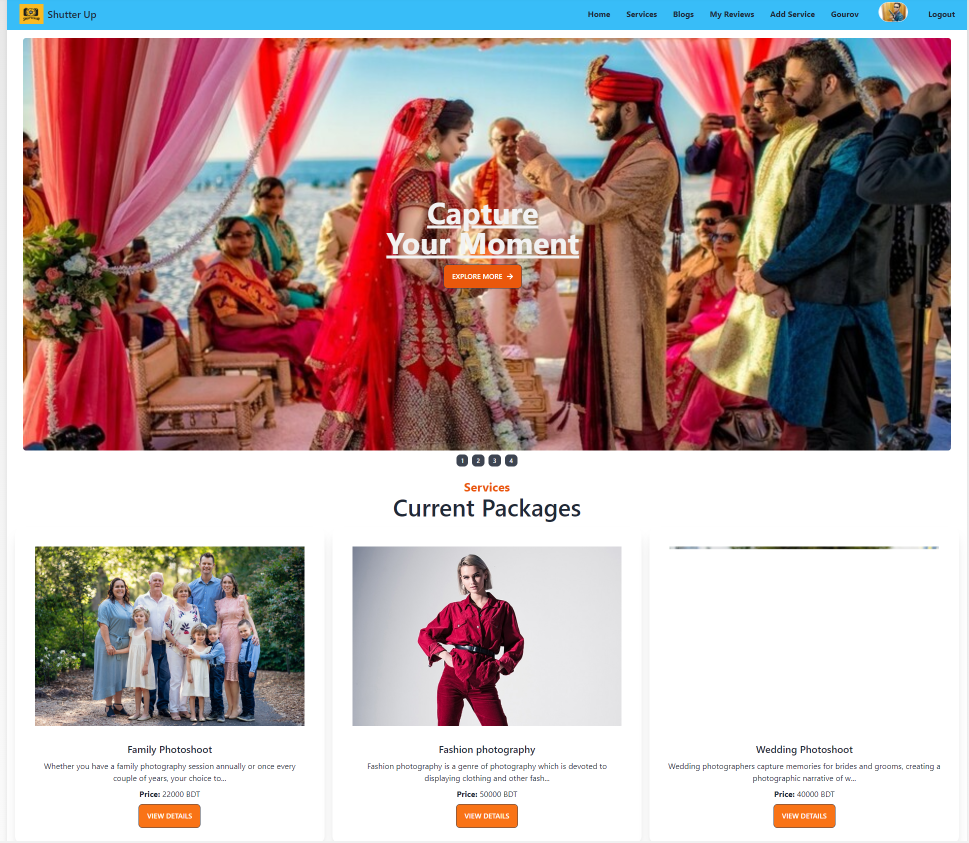 Shutter Up
Home Services Blogs My Reviews Add Service Gourov Logout
Capture
Your Moment
EXPLORE MORE →
1 2 3 4
Services
Current Packages
Family Photoshoot
Whether you have a family photography session annually or once every
couple of years, your choice to...
Price: 22000 BDT
VIEW DETAILS
Fashion photography
Fashion photography is a genre of photography which is devoted to
displaying clothing and other fash...
Price: 50000 BDT
VIEW DETAILS
Wedding Photoshoot
Wedding photographers capture memories for brides and grooms, creating a
photographic narrative of w...
Price: 40000 BDT
VIEW DETAILS